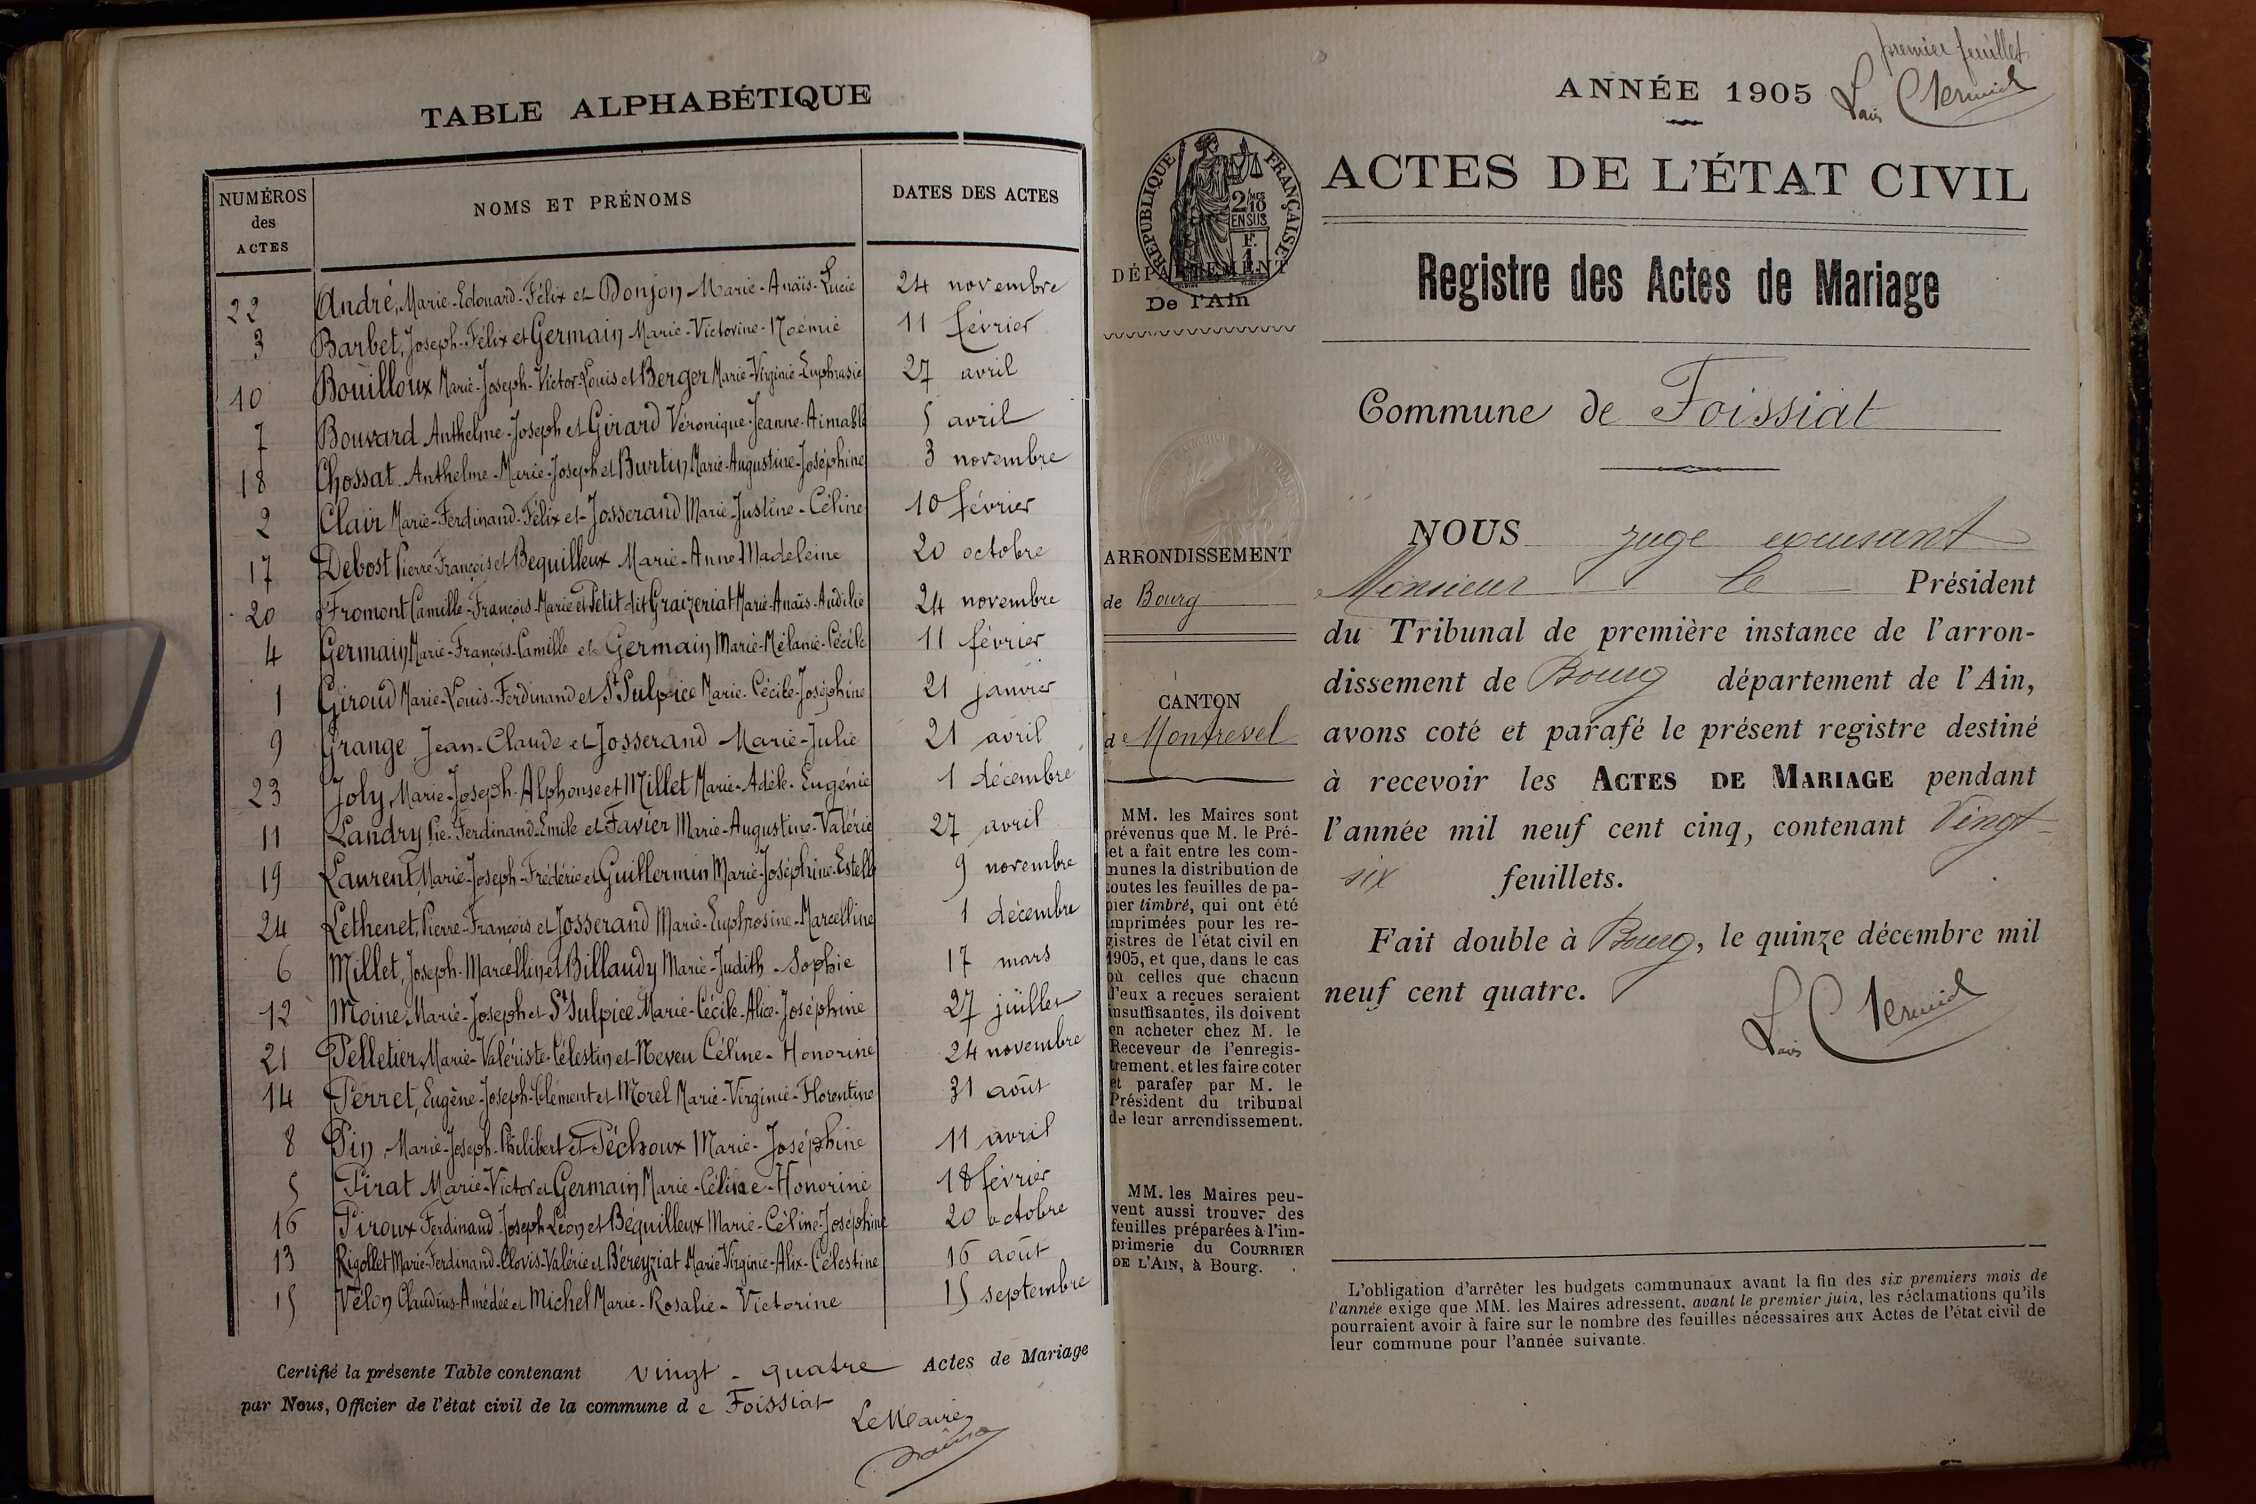 TABLE ALPHABÉTIQUE
NUMÉROS des ACTES
NOMS ET PRÉNOMS
DATES DES ACTES
22 André, Marie-Edouard-Félix et Donjon Marie-Anaïs-Lucie 24 novembre
3 Barbet, Joseph-Félix et Germain Marie-Victorine-Noémie 11 février
10 Bouilloux Marie-Joseph-Victor-Louis et Berger Marie-Virginie-Euphrasie 27 avril
7 Bouvard Anthelme-Joseph et Girard Véronique-Jeanne-Aimable 5 avril
18 Chossat Anthelme-Marie-Joseph et Burtin Marie-Augustine-Joséphine 3 novembre
2 Clair Marie-Ferdinand-Félix et Josserand Marie-Justine-Céline 10 février
17 Debost Pierre-François et Bequilleux Marie-Anne-Madeleine 20 octobre
20 Fromont Camille-François-Marie et Petit dit Graizeriat Marie-Anaïs-Audilie 24 novembre
4 Germain Marie-François-Camille et Germain Marie-Mélanie-Cécile 11 février
1 Giroud Marie-Louis-Ferdinand et St Sulpice Marie-Cécile-Joséphine 21 janvier
9 Grange Jean-Claude et Josserand Marie-Julie 21 avril
23 Joly, Marie-Joseph-Alphonse et Millet Marie-Adèle-Eugénie 1 décembre
11 Landry Pie-Ferdinand-Emile et Favier Marie-Augustine-Valérie 27 avril
19 Laurent Marie-Joseph-Frédéric et Guillermin Marie-Joséphine-Estelle 9 novembre
24 Lethenet, Pierre-François et Josserand Marie-Euphrosine-Marcelline 1 décembre
6 Millet, Joseph-Marcellin et Billaudy Marie-Judith-Sophie 17 mars
12 Moine, Marie-Joseph et St Sulpice Marie-Cécile-Alice-Joséphine 27 juillet
21 Pelletier, Marie-Valériste-Célestin et Neveu Céline-Honorine 24 novembre
14 Perret, Eugène-Joseph-Clément et Morel Marie-Virginie-Florentine 31 août
8 Pin, Marie-Joseph-Philibert et Péchoux Marie-Joséphine 11 avril
5 Pirat Marie-Victor et Germain Marie-Céline-Honorine 18 février
16 Piroux Ferdinand Joseph Léon et Béquilleux Marie-Céline-Joséphine 20 octobre
13 Rigollet Marie-Ferdinand-Clovis-Valérie et Béreyziat Marie Virginie-Alix-Célestine 16 août
15 Vélon Claudius-Amédée et Michel Marie-Rosalie-Victorine 15 septembre
Certifié la présente Table contenant vingt-quatre Actes de Mariage
par Nous, Officier de l'état civil de la commune de Foissiat
Le Maire,
premier feuillet
ANNÉE 1905
ACTES DE L'ÉTAT CIVIL
RÉPUBLIQUE FRANÇAISE
2/10
EN SUS
F.
1
DÉPARTEMENT
De l'Ain
Registre des Actes de Mariage
Commune de Foissiat
ARRONDISSEMENT
de Bourg
CANTON
de Montrevel
MM. les Maires sont
prévenus que M. le Pré-
fet a fait entre les com-
munes la distribution de
toutes les feuilles de pa-
pier timbré, qui ont été
imprimées pour les re-
gistres de l'état civil en
1905, et que, dans le cas
où celles que chacun
d'eux a reçues seraient
insuffisantes, ils doivent
en acheter chez M. le
Receveur de l'enregis-
trement, et les faire coter
et parafer par M. le
Président du tribunal
de leur arrondissement.
MM. les Maires peu-
vent aussi trouver des
feuilles préparées à l'im-
primerie du COURRIER
DE L'AIN, à Bourg.
NOUS juge excusant
Monsieur le Président
du Tribunal de première instance de l'arron-
dissement de Bourg département de l'Ain,
avons coté et parafé le présent registre destiné
à recevoir les ACTES DE MARIAGE pendant
l'année mil neuf cent cinq, contenant Vingt
six feuillets.
Fait double à Bourg, le quinze décembre mil
neuf cent quatre.
L'obligation d'arrêter les budgets communaux avant la fin des six premiers mois de
l'année exige que MM. les Maires adressent, avant le premier juin, les réclamations qu'ils
pourraient avoir à faire sur le nombre des feuilles nécessaires aux Actes de l'état civil de
leur commune pour l'année suivante.